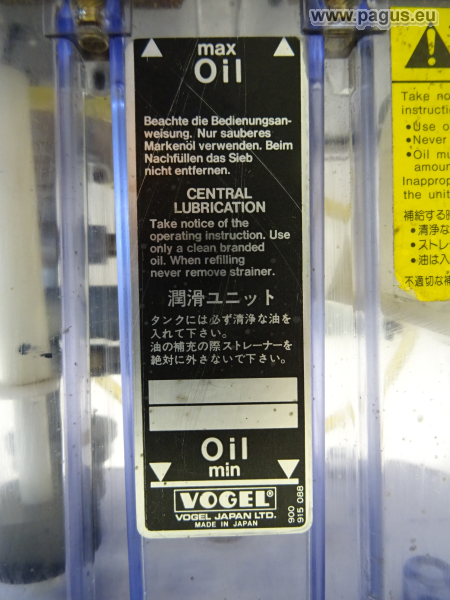 www.pagus.eu
max
Oil
Beachte die Bedienungsan-
weisung. Nur sauberes
Markenöl verwenden. Beim
Nachfüllen das Sieb
nicht entfernen.
CENTRAL
LUBRICATION
Take notice of the
operating instruction. Use
only a clean branded
oil. When refilling
never remove strainer.
潤滑ユニット
タンクには必ず清浄な油を
入れて下さい。
油の補充の際ストレーナーを
絶対に外さないで下さい。
Oil
min
VOGEL®
VOGEL JAPAN LTD.
MADE IN JAPAN
900
915 088
Take no
instructi
•Use o
•Never
•Oil mu
amoun
Inapprop
the unit
補給する
•清浄な
•ストレ
•油は入
不適切な補